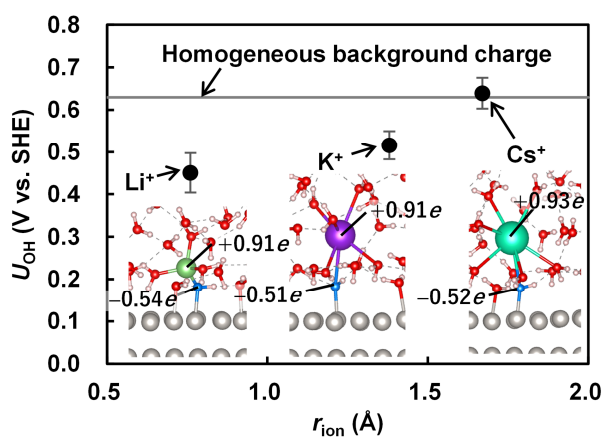 0.8
0.7
0.6
0.5
0.4
0.3
0.2
0.1
0.0
U_OH (V vs. SHE)
Homogeneous background charge
Li⁺
K⁺
Cs⁺
+0.91e
−0.54e
+0.91e
−0.51e
+0.93e
−0.52e
0.5 1.0 1.5 2.0
r_ion (Å)